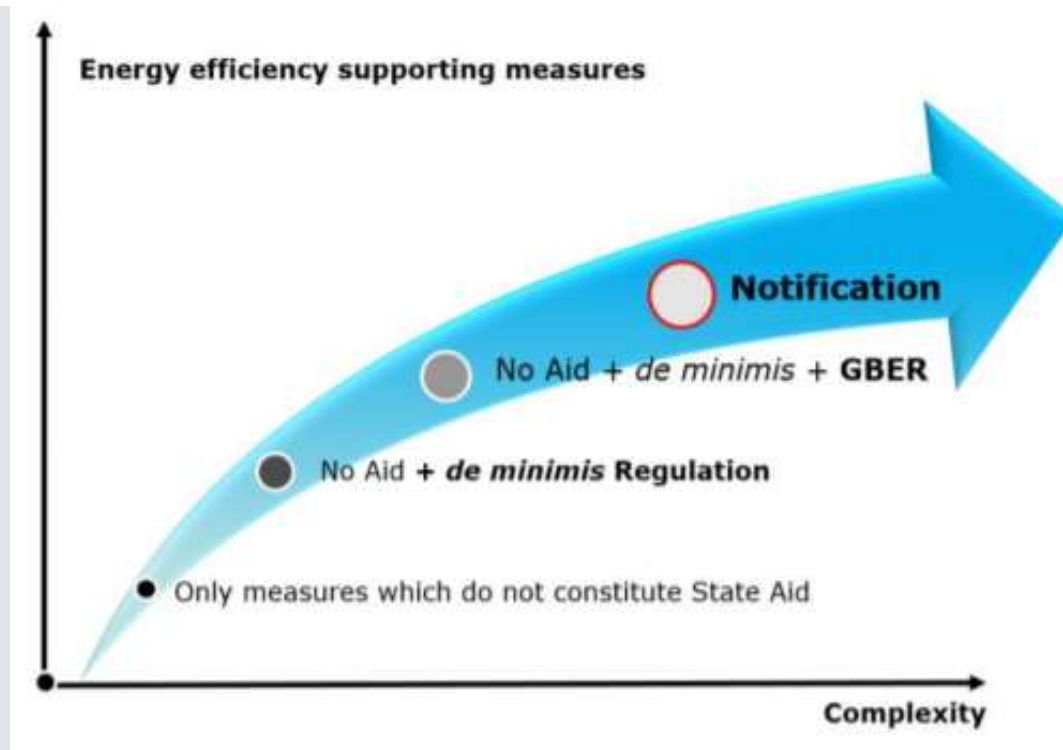 Energy efficiency supporting measures
Notification
No Aid + de minimis + GBER
No Aid + de minimis Regulation
Only measures which do not constitute State Aid
Complexity